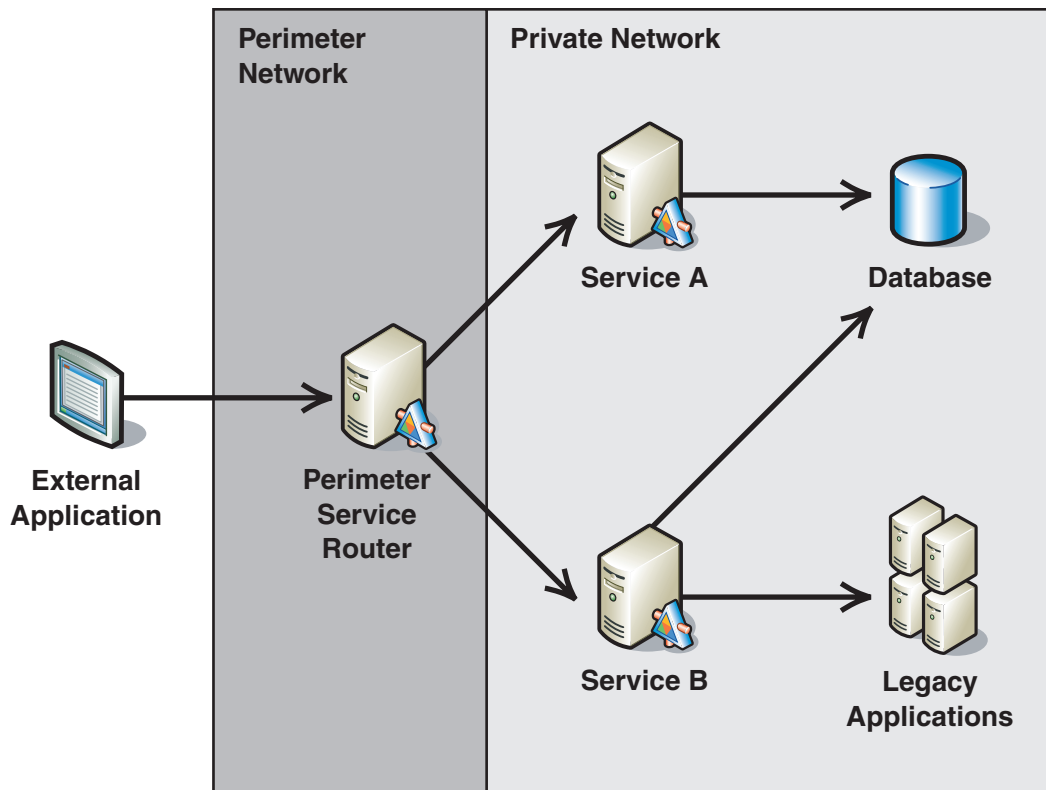 Perimeter
Network
Private Network
Service A
Database
External
Application
Perimeter
Service
Router
Service B
Legacy
Applications